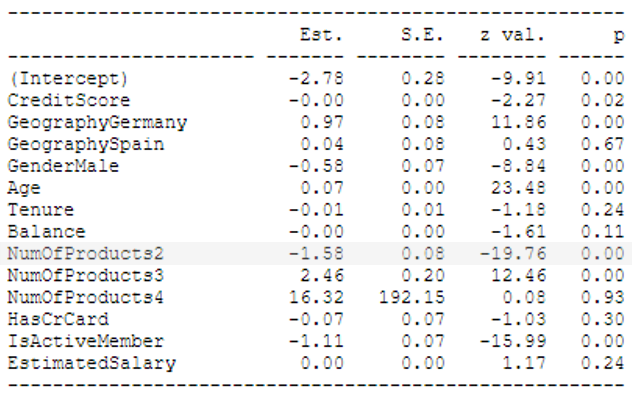 Est. S.E. z val. p
(Intercept) -2.78 0.28 -9.91 0.00
CreditScore -0.00 0.00 -2.27 0.02
GeographyGermany 0.97 0.08 11.86 0.00
GeographySpain 0.04 0.08 0.43 0.67
GenderMale -0.58 0.07 -8.84 0.00
Age 0.07 0.00 23.48 0.00
Tenure -0.01 0.01 -1.18 0.24
Balance -0.00 0.00 -1.61 0.11
NumOfProducts2 -1.58 0.08 -19.76 0.00
NumOfProducts3 2.46 0.20 12.46 0.00
NumOfProducts4 16.32 192.15 0.08 0.93
HasCrCard -0.07 0.07 -1.03 0.30
IsActiveMember -1.11 0.07 -15.99 0.00
EstimatedSalary 0.00 0.00 1.17 0.24